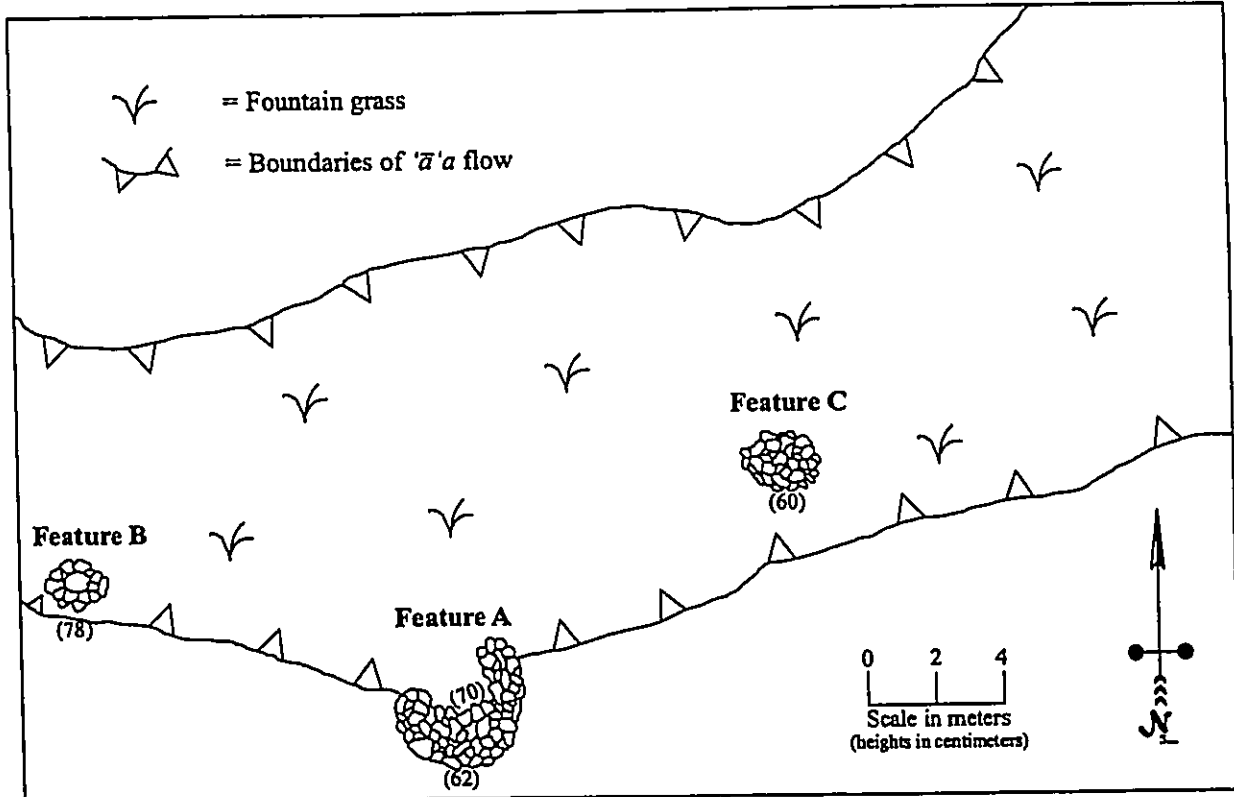 = Fountain grass
= Boundaries of 'ā'a flow
Feature C
(60)
Feature B
(78)
Feature A
(70)
(62)
0 2 4
Scale in meters
(heights in centimeters)